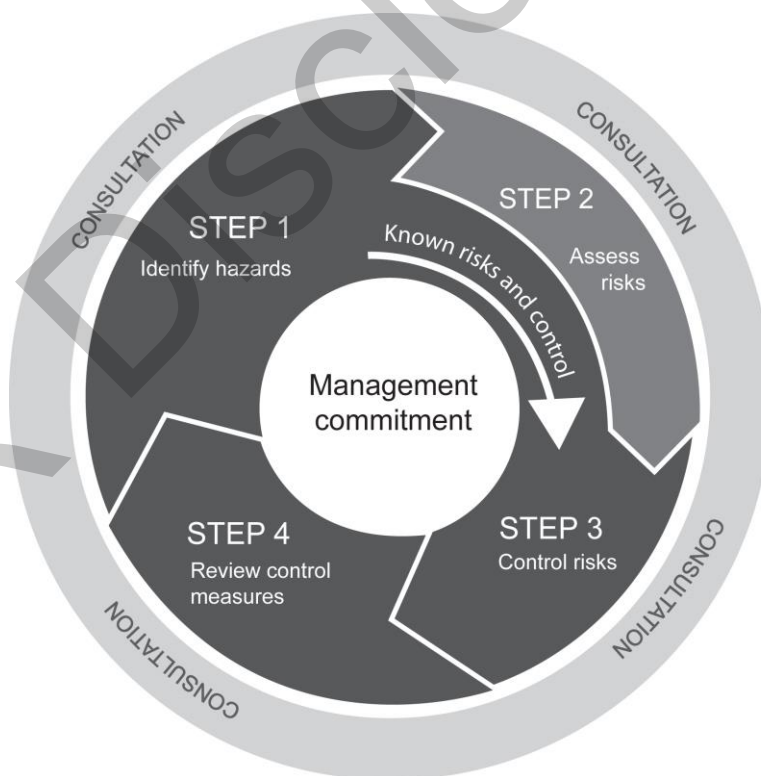 CONSULTATION
CONSULTATION
STEP 1
Identify hazards
STEP 2
Assess
risks
Known risks and control
Management
commitment
STEP 4
Review control
measures
STEP 3
Control risks
CONSULTATION
CONSULTATION